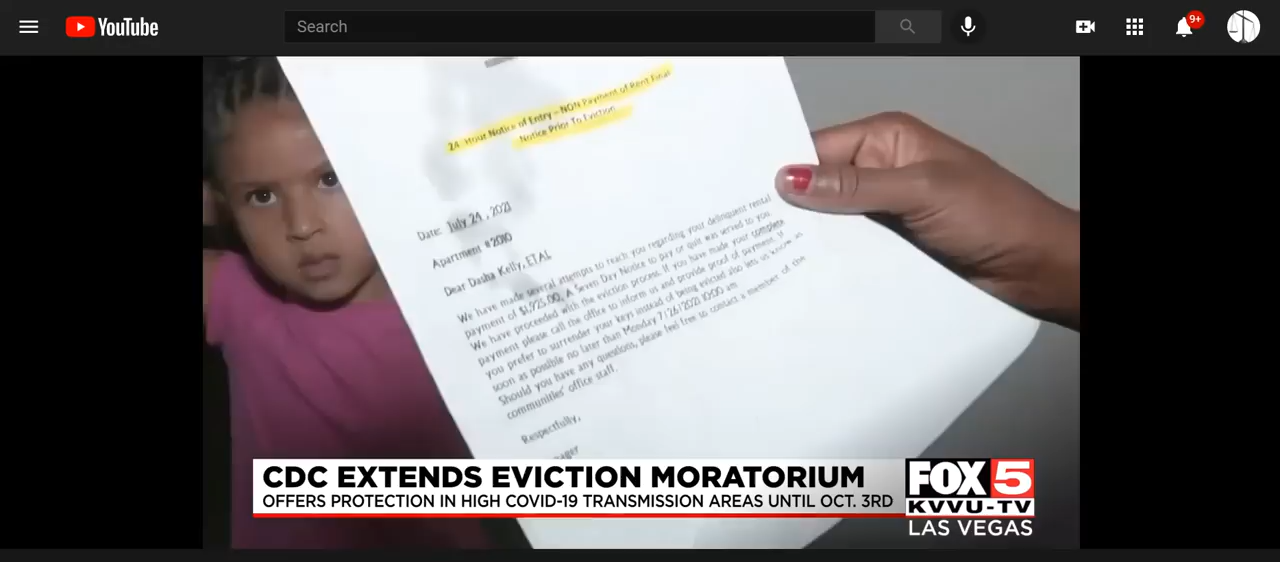 YouTube
Search
9+
24 Hour Notice of Entry – NON Payment of Rent Final
Notice Prior To Eviction
Date: July 24, 2021
Apartment #2010
Dear Dasha Kelly, ETAL
We have made several attempts to reach you regarding your delinquent rental
payment of $1,925.00. A Seven Day Notice to pay or quit was served to you.
We have proceeded with the eviction process. If you have made your complete
payment please call the office to inform us and provide proof of payment. If
you prefer to surrender your keys instead of being evicted also lets us know as
soon as possible no later than Monday 7/26/2021 10:00 am.
Should you have any questions, please feel free to contact a member of the
communities' office staff.
Respectfully,
CDC EXTENDS EVICTION MORATORIUM
OFFERS PROTECTION IN HIGH COVID-19 TRANSMISSION AREAS UNTIL OCT. 3RD
FOX 5
KVVU-TV
LAS VEGAS